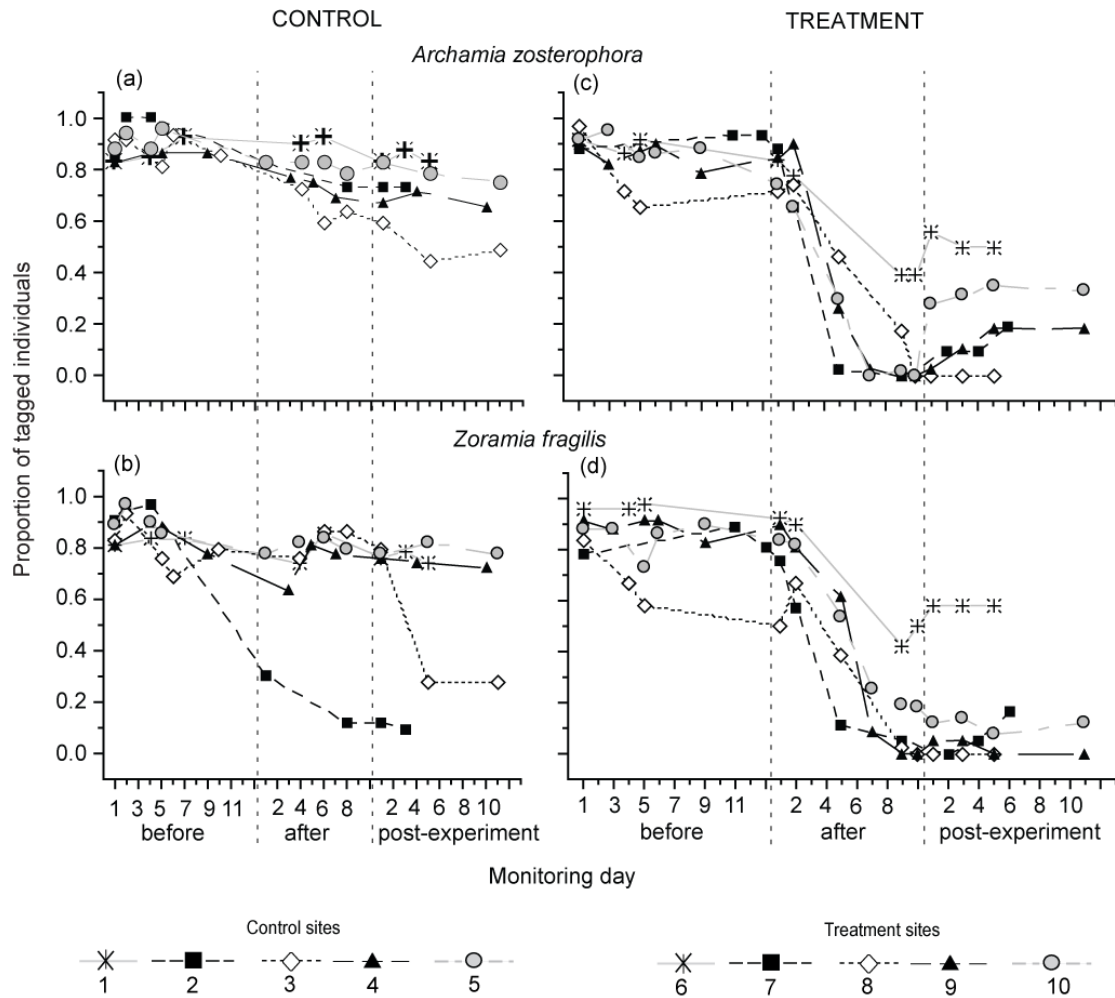 CONTROL TREATMENT
Archamia zosterophora
(a) (c)
1.0
0.8
0.6
0.4
0.2
0.0
Zoramia fragilis
(b) (d)
1.0
0.8
0.6
0.4
0.2
0.0
Proportion of tagged individuals
1 3 5 7 9 11 2 4 6 8 2 4 6 8 10 1 3 5 7 9 11 2 4 6 8 2 4 6 10
before after post-experiment before after post-experiment
Monitoring day
Control sites Treatment sites
1 2 3 4 5 6 7 8 9 10